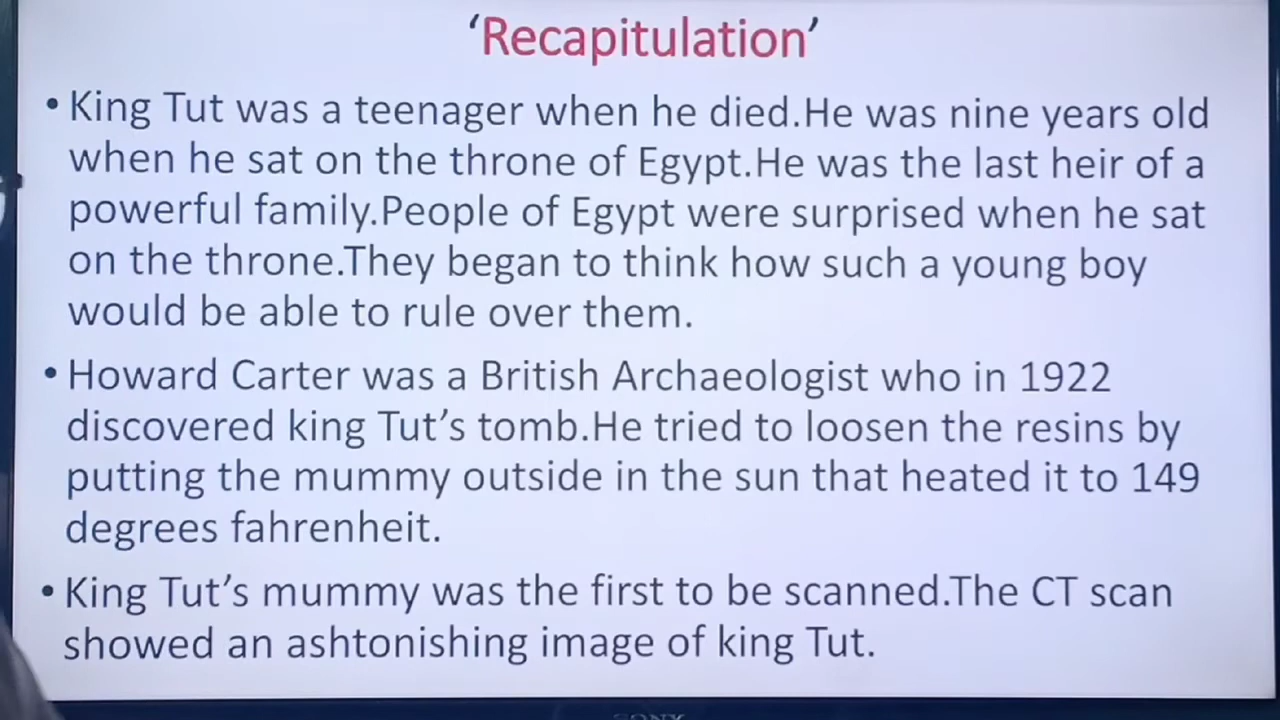 ‘Recapitulation’
• King Tut was a teenager when he died.He was nine years old
when he sat on the throne of Egypt.He was the last heir of a
powerful family.People of Egypt were surprised when he sat
on the throne.They began to think how such a young boy
would be able to rule over them.
• Howard Carter was a British Archaeologist who in 1922
discovered king Tut’s tomb.He tried to loosen the resins by
putting the mummy outside in the sun that heated it to 149
degrees fahrenheit.
• King Tut’s mummy was the first to be scanned.The CT scan
showed an ashtonishing image of king Tut.
SONY